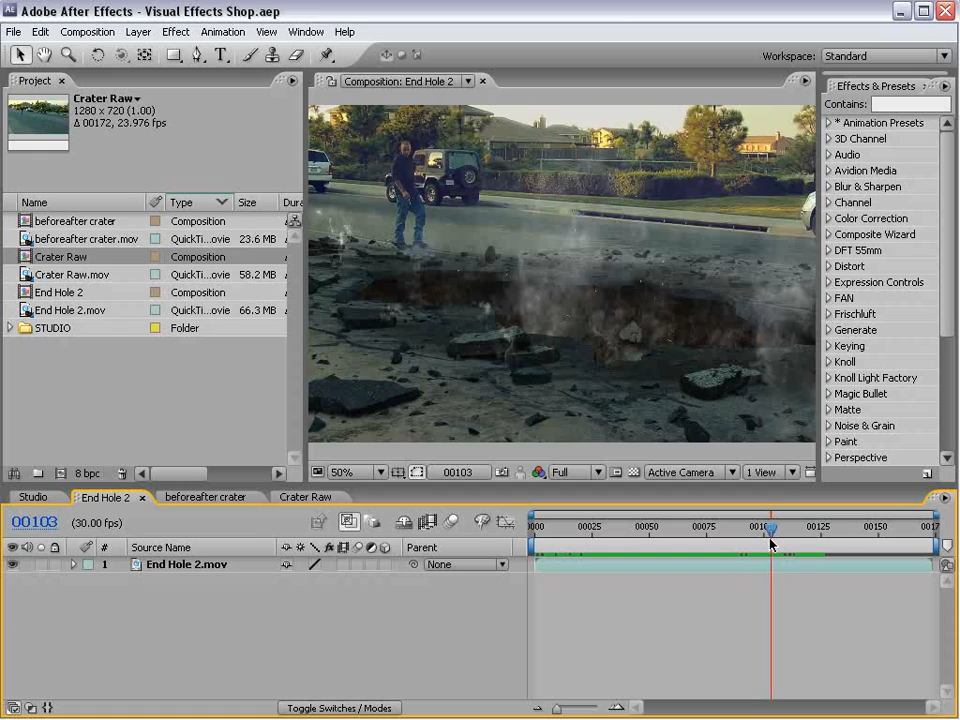 Adobe After Effects - Visual Effects Shop.aep
File Edit Composition Layer Effect Animation View Window Help
Workspace: Standard
Project
Crater Raw
1280 x 720 (1.00)
Δ 00172, 23.976 fps
Name Type Size Dura
beforeafter crater Composition
beforeafter crater.mov QuickTi...ovie 23.6 MB
Crater Raw Composition
Crater Raw.mov QuickTi...ovie 58.2 MB
End Hole 2 Composition
End Hole 2.mov QuickTi...ovie 66.3 MB
STUDIO Folder
8 bpc
Composition: End Hole 2
50% 00103 Full Active Camera 1 View
Effects & Presets
Contains:
* Animation Presets
3D Channel
Audio
Avidion Media
Blur & Sharpen
Channel
Color Correction
Composite Wizard
DFT 55mm
Distort
Expression Controls
FAN
Frischluft
Generate
Keying
Knoll
Knoll Light Factory
Magic Bullet
Matte
Noise & Grain
Paint
Perspective
Studio End Hole 2 beforeafter crater Crater Raw
00103 (30.00 fps)
0000 00025 00050 00075 0010 00125 00150 0017
# Source Name Parent
1 End Hole 2.mov None
Toggle Switches / Modes